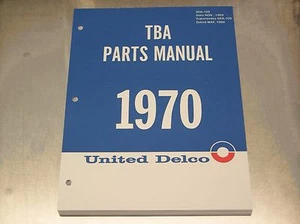 TBA
PARTS MANUAL
1970
United Delco